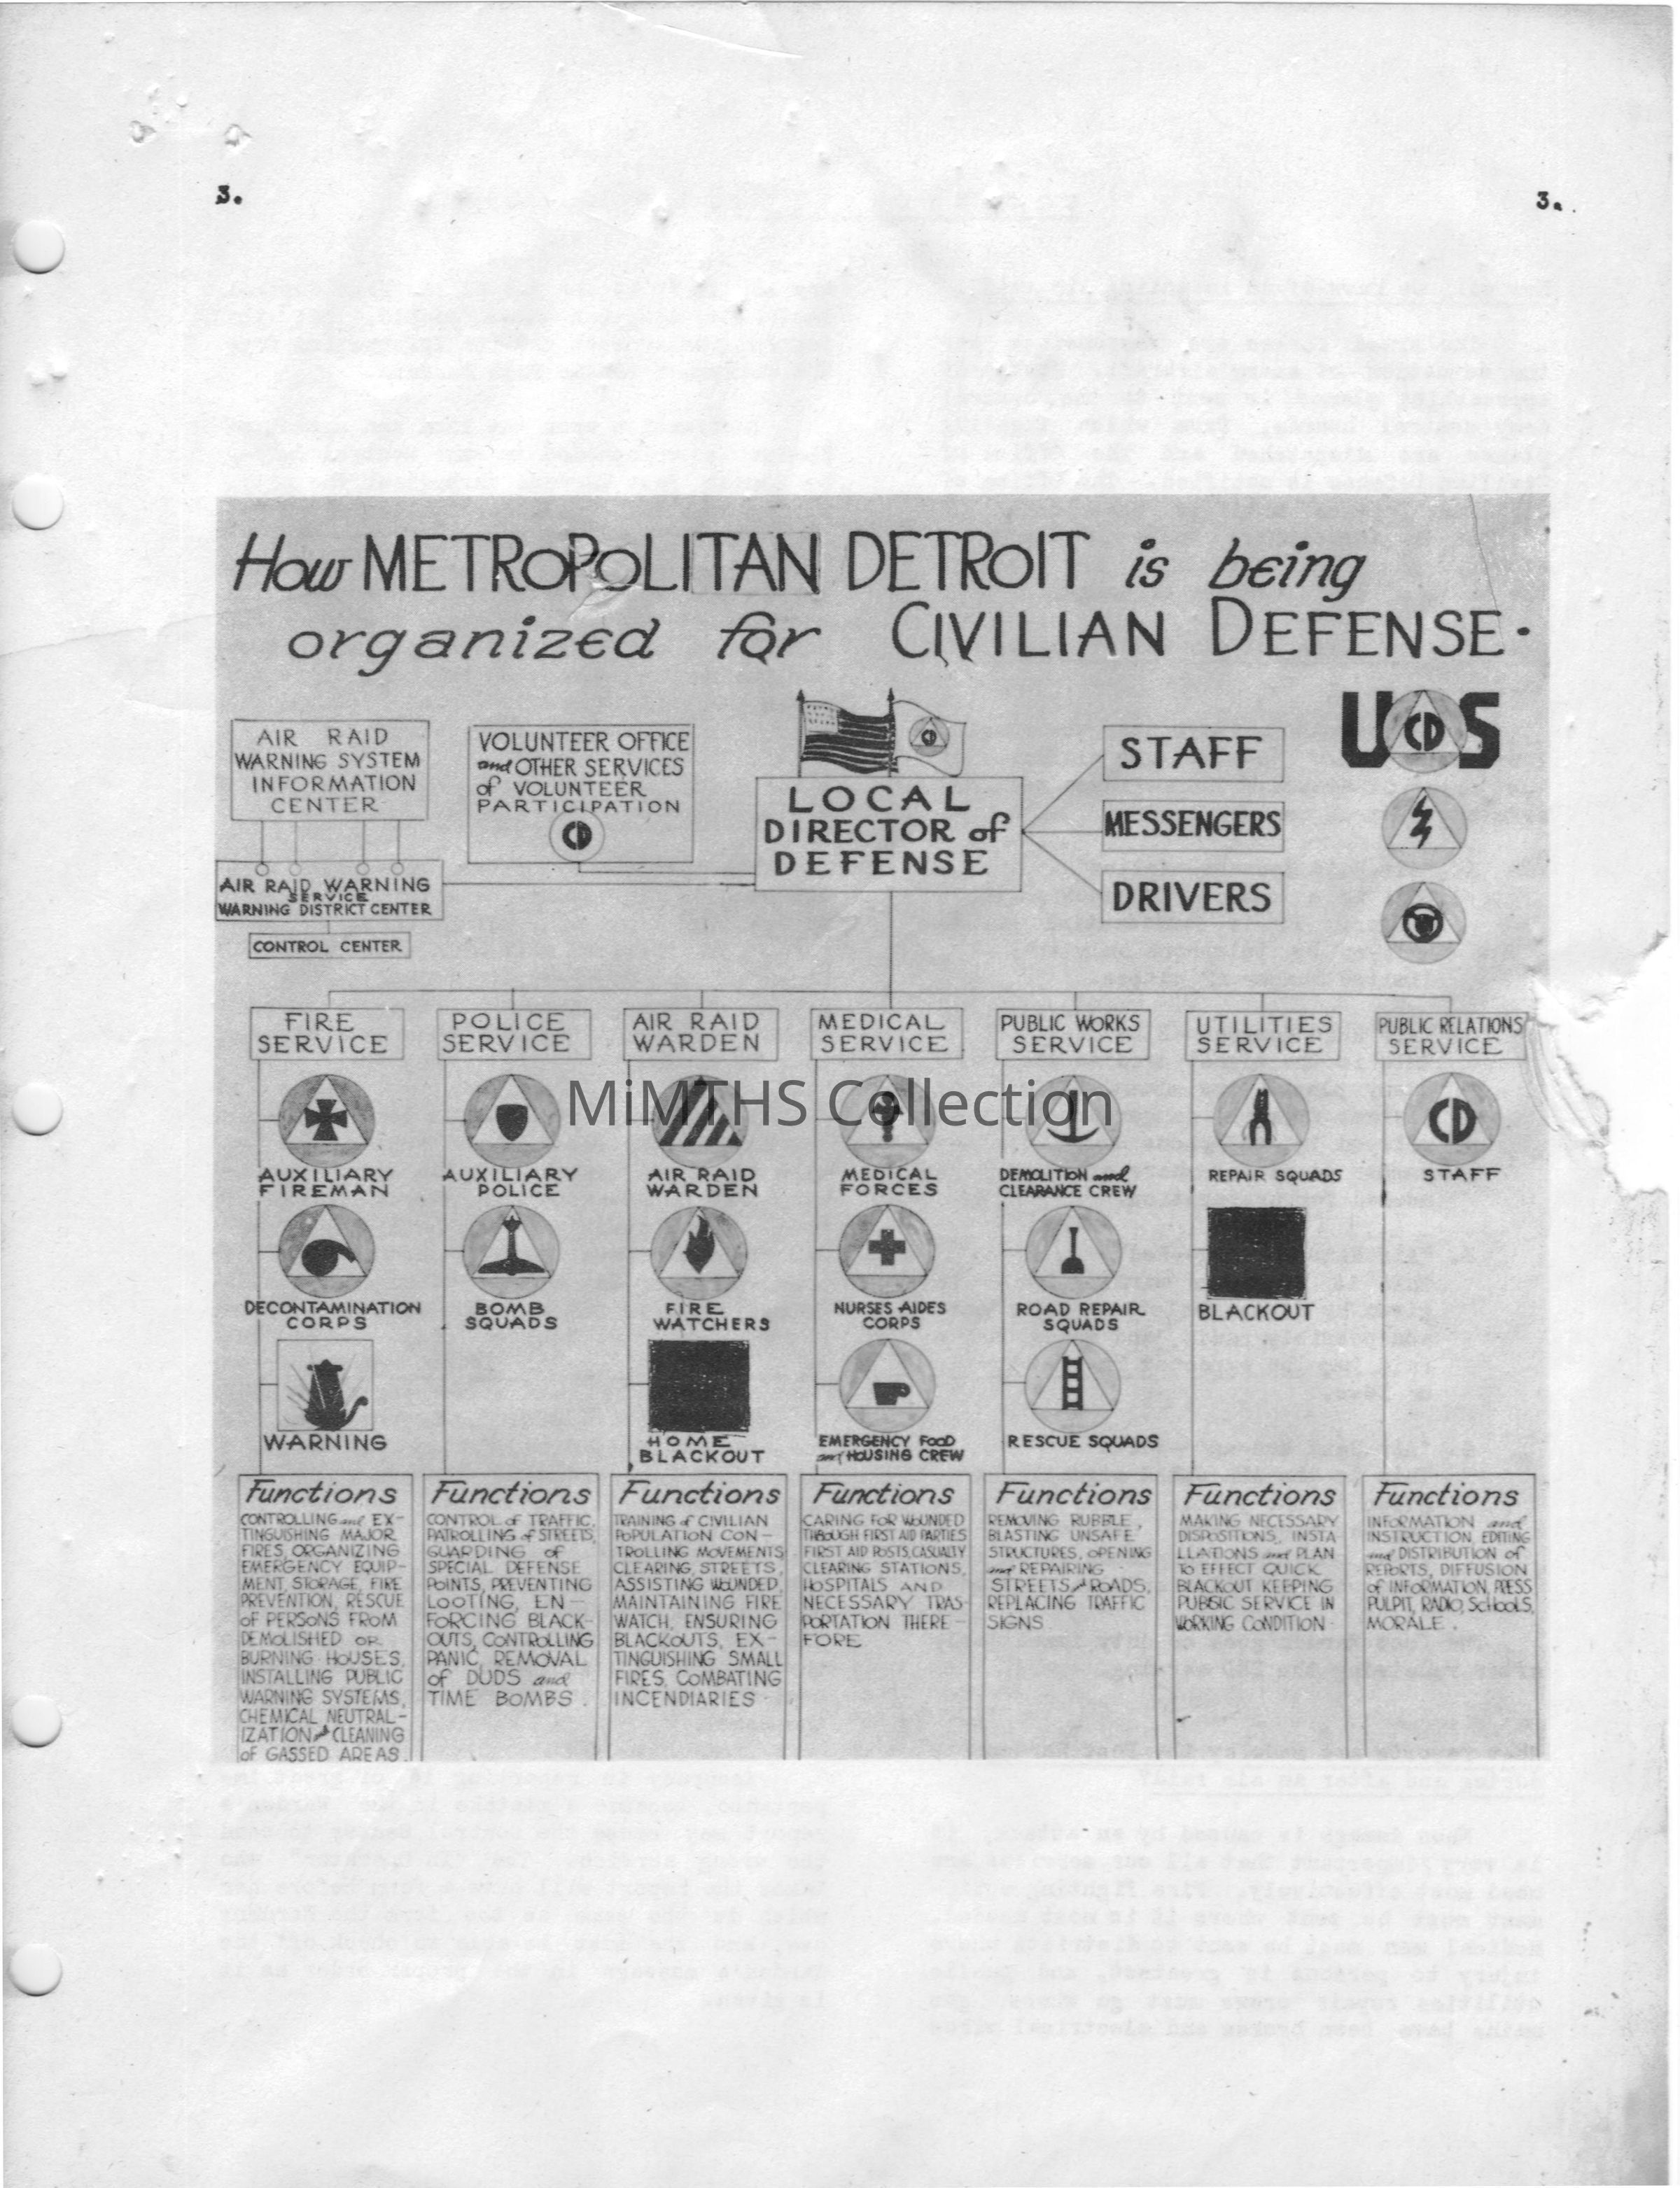 3.
3.
How METROPOLITAN DETROIT is being
organized for CIVILIAN DEFENSE.
AIR RAID
WARNING SYSTEM
INFORMATION
CENTER
VOLUNTEER OFFICE
and OTHER SERVICES
of VOLUNTEER
PARTICIPATION
CD
CD
LOCAL
DIRECTOR of
DEFENSE
STAFF
MESSENGERS
DRIVERS
U CD S
AIR RAID WARNING
SERVICE
WARNING DISTRICT CENTER
CONTROL CENTER
FIRE
SERVICE
AUXILIARY
FIREMAN
DECONTAMINATION
CORPS
WARNING
POLICE
SERVICE
AUXILIARY
POLICE
BOMB
SQUADS
AIR RAID
WARDEN
AIR RAID
WARDEN
FIRE
WATCHERS
HOME
BLACKOUT
MEDICAL
SERVICE
MEDICAL
FORCES
NURSES AIDES
CORPS
EMERGENCY FOOD
and HOUSING CREW
PUBLIC WORKS
SERVICE
DEMOLITION and
CLEARANCE CREW
ROAD REPAIR
SQUADS
RESCUE SQUADS
UTILITIES
SERVICE
REPAIR SQUADS
BLACKOUT
PUBLIC RELATIONS
SERVICE
CD
STAFF
MiMTHS Collection
Functions
CONTROLLING and EX-
TINGUISHING MAJOR
FIRES, ORGANIZING
EMERGENCY EQUIP-
MENT, STORAGE, FIRE
PREVENTION, RESCUE
of PERSONS FROM
DEMOLISHED OR
BURNING HOUSES,
INSTALLING PUBLIC
WARNING SYSTEMS,
CHEMICAL NEUTRAL-
IZATION and CLEANING
of GASSED AREAS.
Functions
CONTROL of TRAFFIC,
PATROLLING of STREETS,
GUARDING of
SPECIAL DEFENSE
POINTS, PREVENTING
LOOTING, EN-
FORCING BLACK-
OUTS, CONTROLLING
PANIC, REMOVAL
of DUDS and
TIME BOMBS.
Functions
TRAINING of CIVILIAN
POPULATION CON-
TROLLING MOVEMENTS
CLEARING STREETS,
ASSISTING WOUNDED,
MAINTAINING FIRE
WATCH, ENSURING
BLACKOUTS, EX-
TINGUISHING SMALL
FIRES, COMBATING
INCENDIARIES
Functions
CARING FOR WOUNDED
THROUGH FIRST AID PARTIES
FIRST AID POSTS, CASUALTY
CLEARING STATIONS,
HOSPITALS AND
NECESSARY TRAS-
PORTATION THERE-
FORE
Functions
REMOVING RUBBLE,
BLASTING UNSAFE
STRUCTURES, OPENING
and REPAIRING
STREETS and ROADS,
REPLACING TRAFFIC
SIGNS
Functions
MAKING NECESSARY
DISPOSITIONS, INSTA-
LLATIONS and PLAN
TO EFFECT QUICK
BLACKOUT KEEPING
PUBSIC SERVICE IN
WORKING CONDITION
Functions
INFORMATION and
INSTRUCTION, EDITING
and DISTRIBUTION of
REPORTS, DIFFUSION
of INFORMATION, PRESS
PULPIT, RADIO, SCHOOLS,
MORALE.